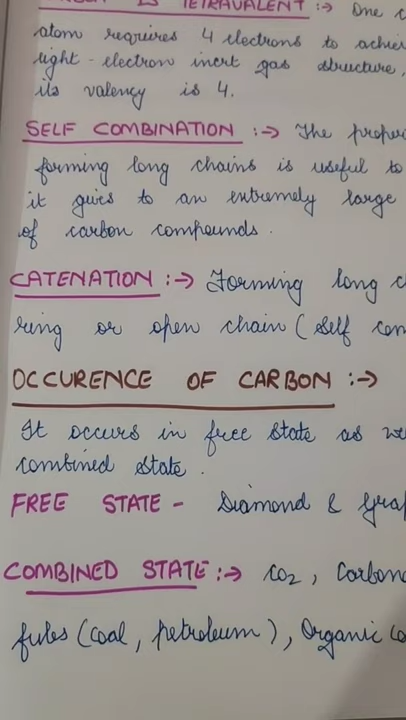 IS TETRAVALENT :→ One c
atom requires 4 electrons to achie
eight-electron inert gas structure,
its valency is 4.
SELF COMBINATION :→ The proper
forming long chains is useful to
it gives to an extremely large
of carbon compounds.
CATENATION :→ Forming long c
ring or open chain (self com
OCCURENCE OF CARBON :→
It occurs in free state as we
combined state.
FREE STATE - Diamond & Grap
COMBINED STATE :→ CO2, Carbon
fules (coal, petroleum), Organic co